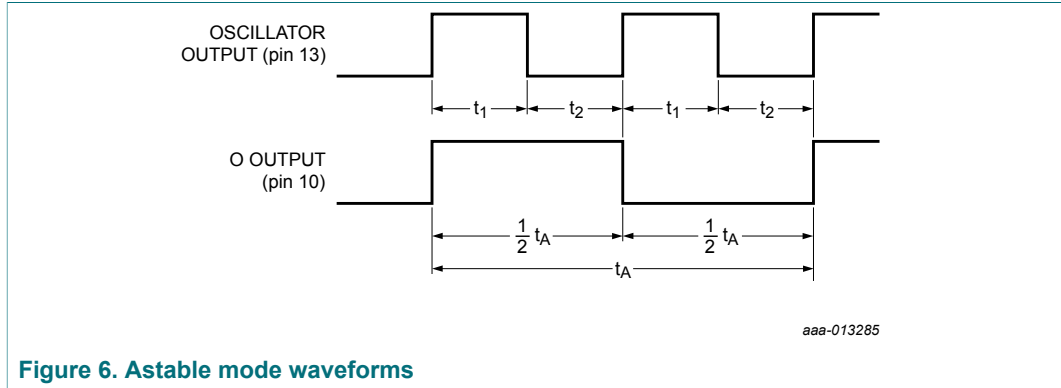 OSCILLATOR
OUTPUT (pin 13)
t1 t2 t1 t2
O OUTPUT
(pin 10)
1/2 tA 1/2 tA
tA
aaa-013285
Figure 6. Astable mode waveforms